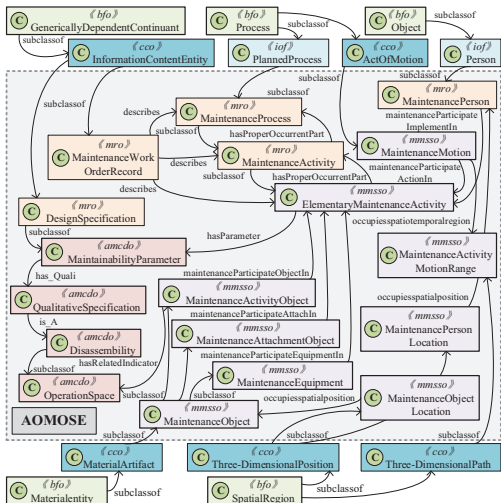 《bfo》
GenericallyDependentContinuant
《bfo》
Process
《bfo》
Object
subclassof
subclassof
subclassof
subclassof
《cco》
InformationContentEntity
《iof》
PlannedProcess
《cco》
ActOfMotion
《iof》
Person
subclassof
subclassof
subclassof
subclassof
subclassof
《mro》
MaintenanceProcess
《mro》
MaintenancePerson
describes
subclassof
hasProperOccurrentPart
maintenanceParticipate
ImplementIn
《mro》
MaintenanceWork
OrderRecord
describes
《mro》
MaintenanceActivity
《mmsso》
MaintenanceMotion
describes
subclassof
hasProperOccurrentPart
maintenanceParticipate
ActionIn
《mro》
DesignSpecification
《mmsso》
ElementaryMaintenanceActivity
subclassof
hasParameter
occupiesspatiotemporalregion
《amcdo》
MaintainabilityParameter
《mmsso》
MaintenanceActivity
MotionRange
has_Quali
maintenanceParticipateObjectIn
《mmsso》
MaintenanceActivityObject
occupiesspatialposition
《amcdo》
QualitativeSpecification
maintenanceParticipateAttachIn
《mmsso》
MaintenanceAttachmentObject
《mmsso》
MaintenancePerson
Location
is_A
《amcdo》
Disassembility
maintenanceParticipateEquipmentIn
hasRelatedIndicator
subclassof
subclassof
《mmsso》
MaintenanceEquipment
《mmsso》
MaintenanceObject
Location
《amcdo》
OperationSpace
subclassof
subclassof
occupiesspatialposition
《mmsso》
MaintenanceObject
AOMOSE
subclassof
subclassof
subclassof
《cco》
MaterialArtifact
《cco》
Three-DimensionalPosition
《cco》
Three-DimensionalPath
subclassof
subclassof
subclassof
《bfo》
Materialentity
《bfo》
SpatialRegion